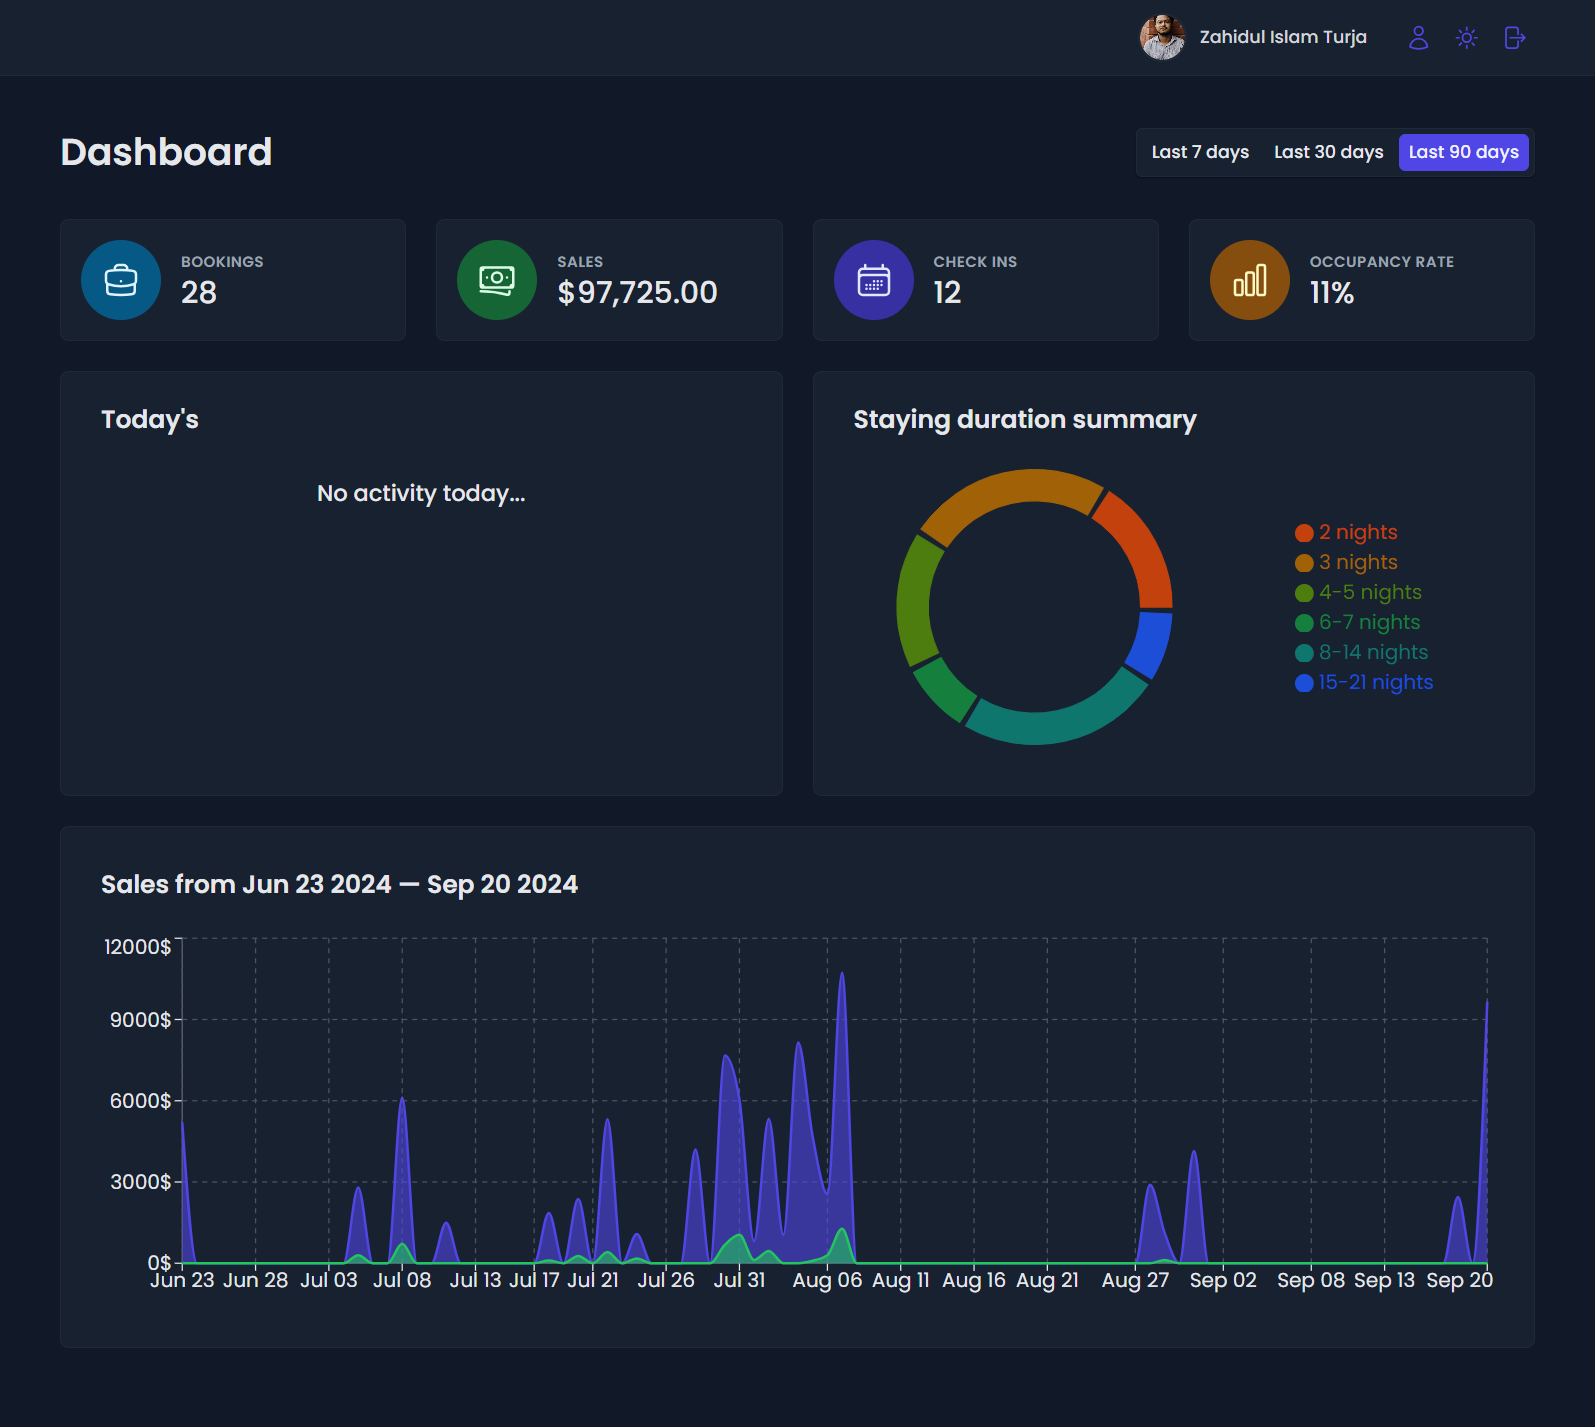 Zahidul Islam Turja
Dashboard
Last 7 days Last 30 days Last 90 days
BOOKINGS
28
SALES
$97,725.00
CHECK INS
12
OCCUPANCY RATE
11%
Today's
No activity today...
Staying duration summary
2 nights
3 nights
4-5 nights
6-7 nights
8-14 nights
15-21 nights
Sales from Jun 23 2024 — Sep 20 2024
12000$
9000$
6000$
3000$
0$
Jun 23 Jun 28 Jul 03 Jul 08 Jul 13 Jul 17 Jul 21 Jul 26 Jul 31 Aug 06 Aug 11 Aug 16 Aug 21 Aug 27 Sep 02 Sep 08 Sep 13 Sep 20